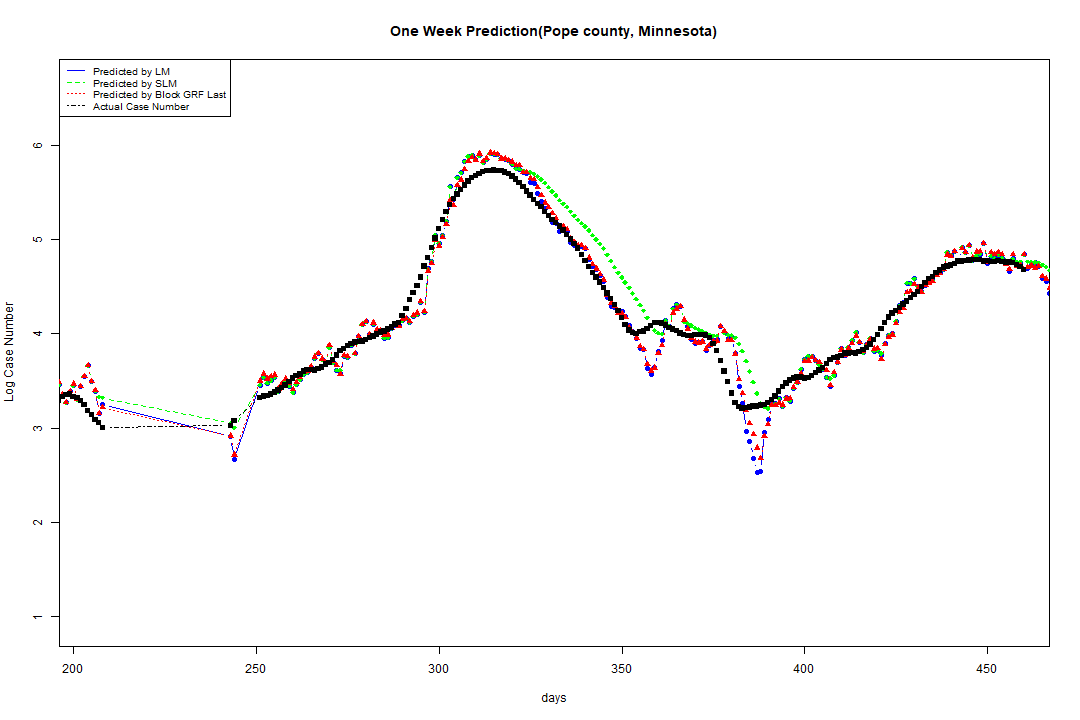 One Week Prediction(Pope county, Minnesota)
Predicted by LM
Predicted by SLM
Predicted by Block GRF Last
Actual Case Number
6
5
4
3
2
1
Log Case Number
200 250 300 350 400 450
days